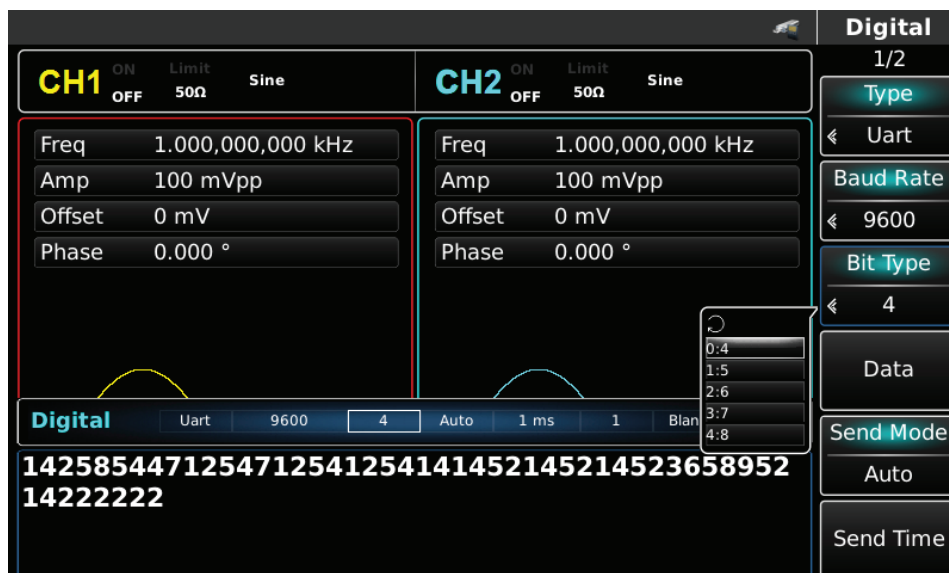 Digital
1/2
CH1 ON OFF Limit 50Ω Sine
CH2 ON OFF Limit 50Ω Sine
Type
Uart
Freq 1.000,000,000 kHz
Amp 100 mVpp
Offset 0 mV
Phase 0.000 °
Freq 1.000,000,000 kHz
Amp 100 mVpp
Offset 0 mV
Phase 0.000 °
Baud Rate
9600
Bit Type
4
0:4
1:5
2:6
3:7
4:8
Data
Digital Uart 9600 4 Auto 1 ms 1 Blan
Send Mode
Auto
1425854471254712541254141452145214523658952
14222222
Send Time